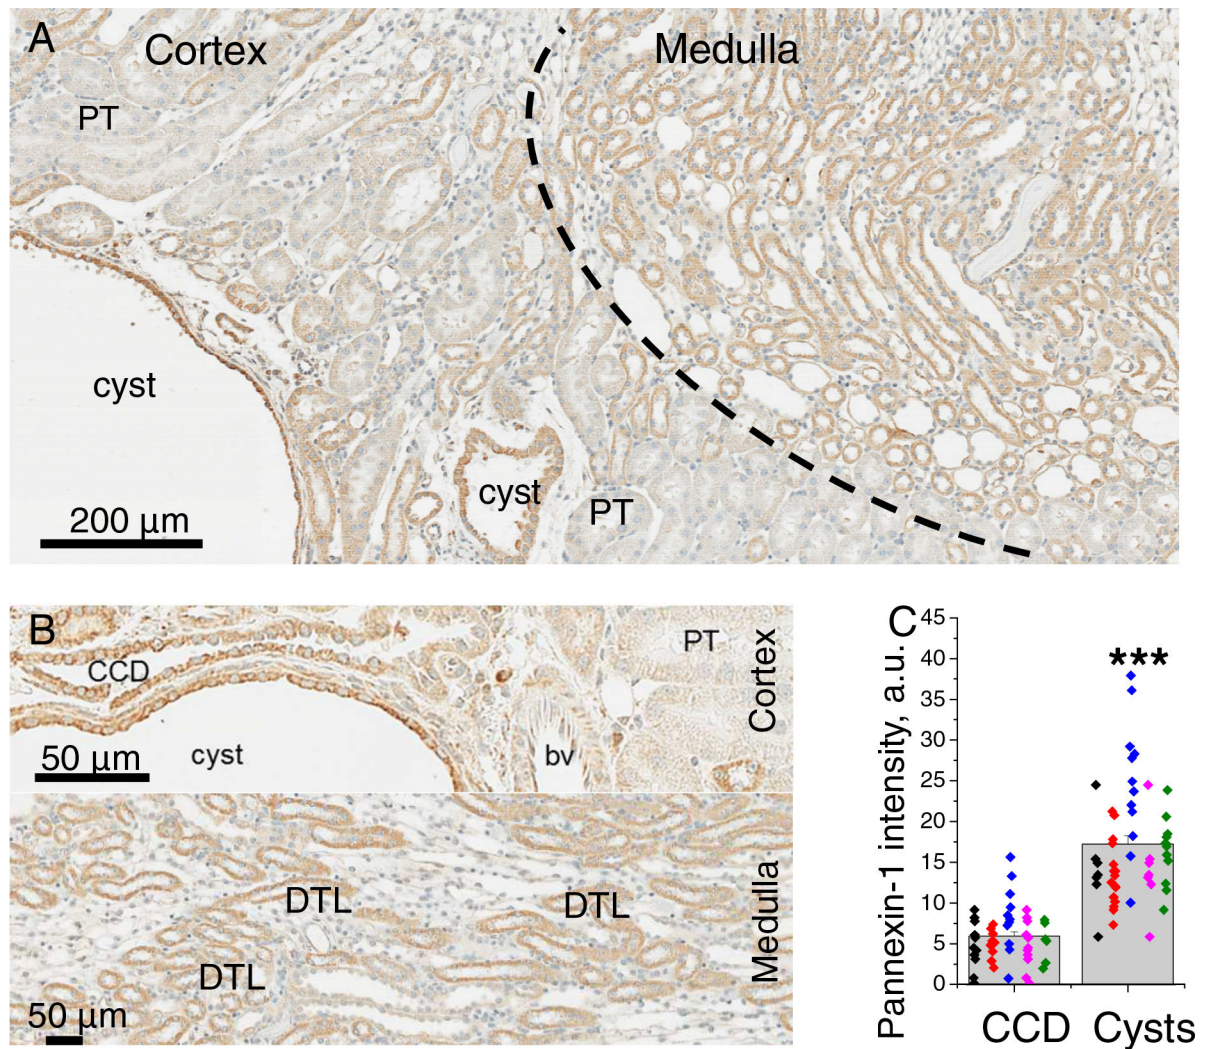 A
Cortex
Medulla
PT
cyst
cyst
PT
200 µm
B
CCD
PT
Cortex
cyst
bv
50 µm
DTL
DTL
DTL
Medulla
50 µm
C
Pannexin-1 intensity, a.u.
45
40
35
30
25
20
15
10
5
0
***
CCD
Cysts